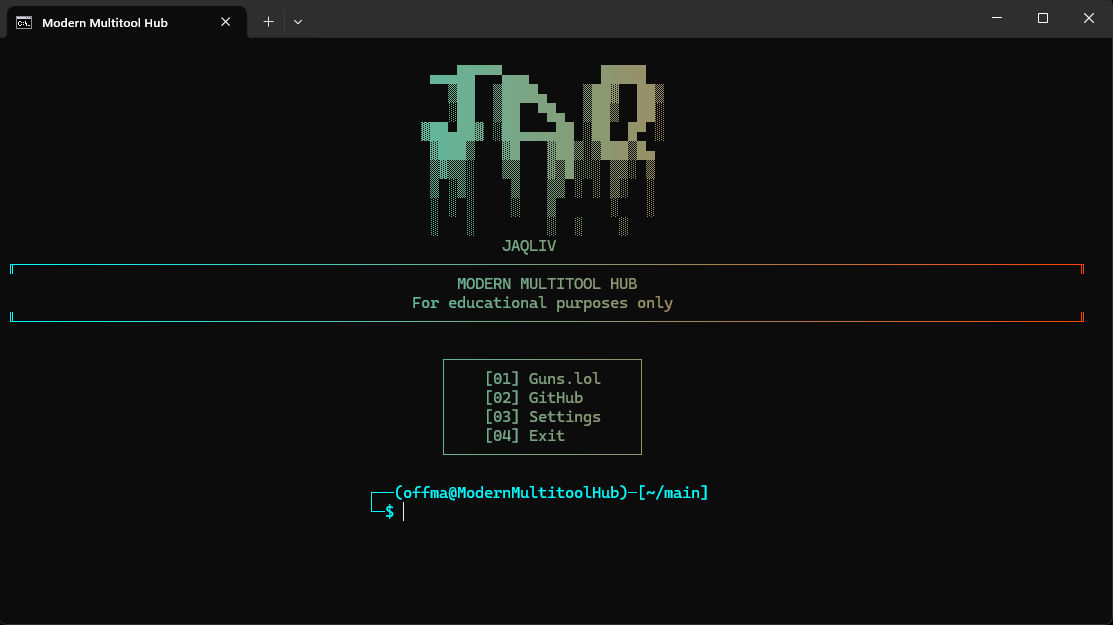 Modern Multitool Hub
JAQ
JAQLIV
MODERN MULTITOOL HUB
For educational purposes only
[01] Guns.lol
[02] GitHub
[03] Settings
[04] Exit
(offma@ModernMultitoolHub)-[~/main]
$